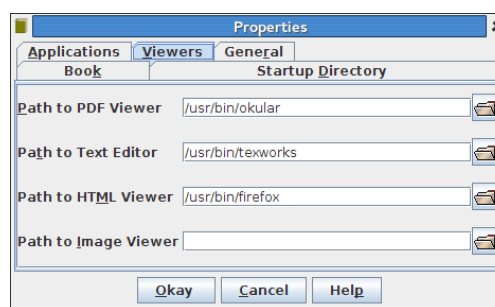 Properties
Applications Viewers General
Book Startup Directory
Path to PDF Viewer /usr/bin/okular
Path to Text Editor /usr/bin/texworks
Path to HTML Viewer /usr/bin/firefox
Path to Image Viewer
Okay Cancel Help